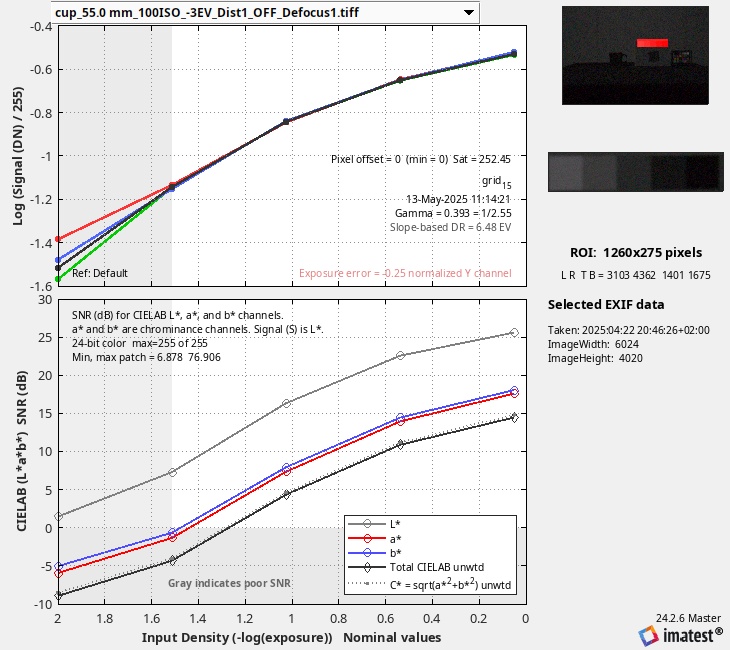 cup_55.0 mm_100ISO_-3EV_Dist1_OFF_Defocus1.tiff
-0.4
-0.6
-0.8
-1
-1.2
-1.4
-1.6
Log (Signal (DN) / 255)
Pixel offset = 0 (min = 0) Sat = 252.45
grid15
13-May-2025 11:14:21
Gamma = 0.393 = 1/2.55
Slope-based DR = 6.48 EV
Ref: Default
Exposure error = -0.25 normalized Y channel
ROI: 1260x275 pixels
L R T B = 3103 4362 1401 1675
Selected EXIF data
Taken: 2025:04:22 20:46:26+02:00
ImageWidth: 6024
ImageHeight: 4020
30
25
20
15
10
5
0
-5
-10
CIELAB (L*a*b*) SNR (dB)
SNR (dB) for CIELAB L*, a*, and b* channels.
a* and b* are chrominance channels. Signal (S) is L*.
24-bit color max=255 of 255
Min, max patch = 6.878 76.906
L*
a*
b*
Total CIELAB unwtd
C* = sqrt(a*2+b*2) unwtd
Gray indicates poor SNR
2 1.8 1.6 1.4 1.2 1 0.8 0.6 0.4 0.2 0
Input Density (-log(exposure)) Nominal values
24.2.6 Master
imatest®